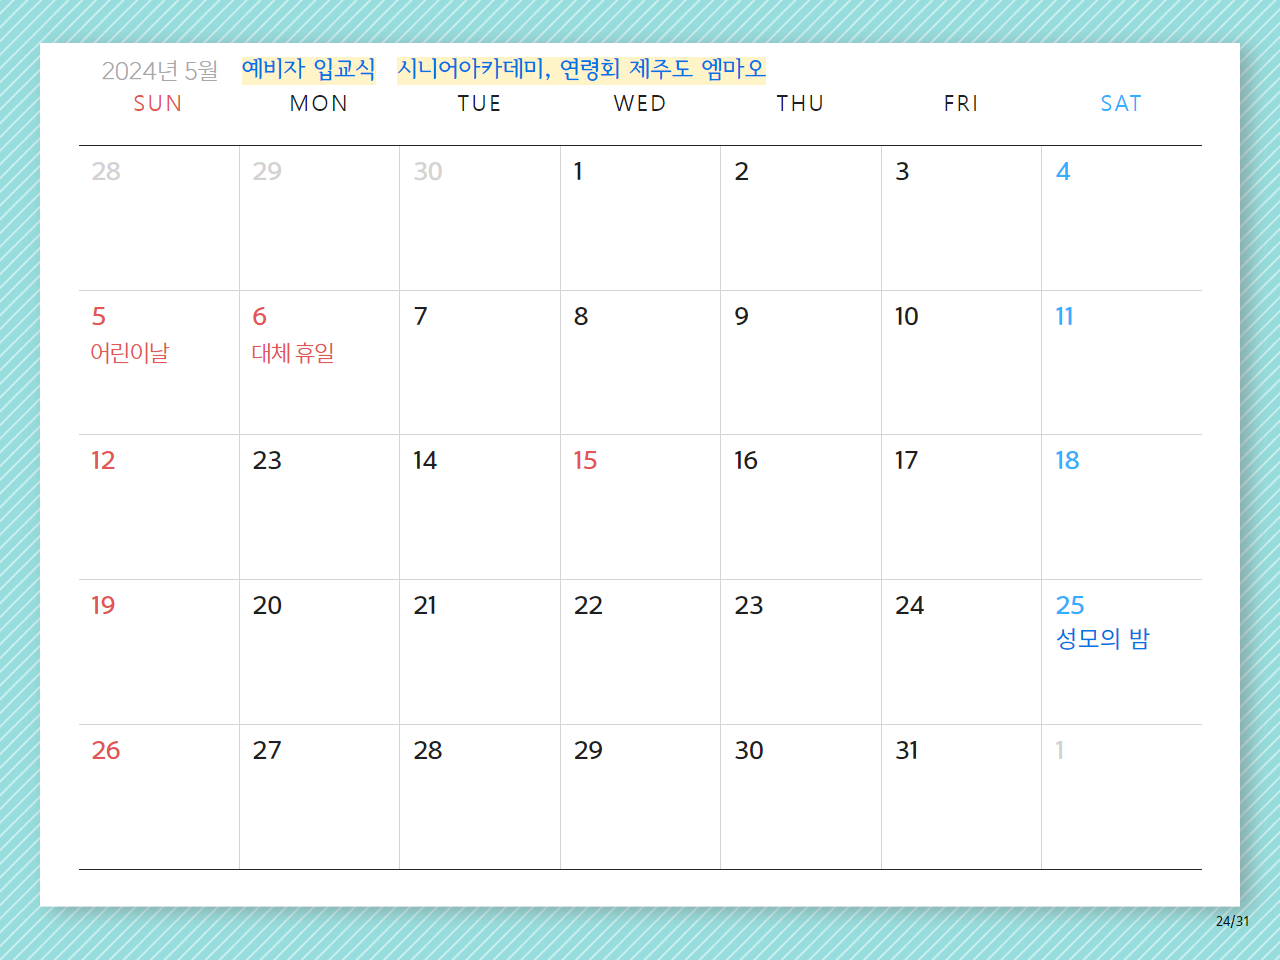 2024년 5월 예비자 입교식 시니어아카데미, 연령회 제주도 엠마오
SUN MON TUE WED THU FRI SAT
28 29 30 1 2 3 4
5 6 7 8 9 10 11
어린이날 대체 휴일
12 23 14 15 16 17 18
19 20 21 22 23 24 25
성모의 밤
26 27 28 29 30 31 1
24/31